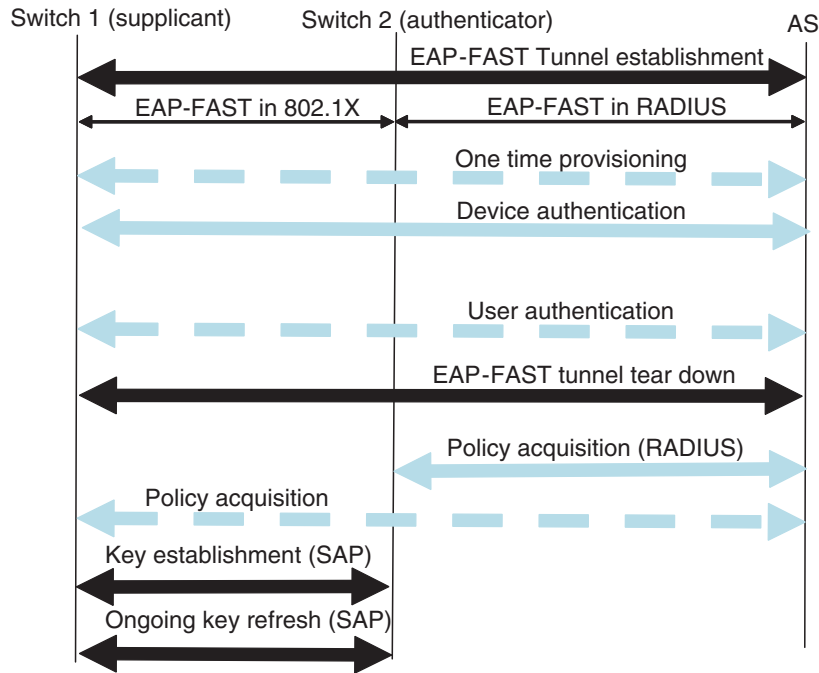 Switch 1 (supplicant)
Switch 2 (authenticator)
AS
EAP-FAST Tunnel establishment
EAP-FAST in 802.1X
EAP-FAST in RADIUS
One time provisioning
Device authentication
User authentication
EAP-FAST tunnel tear down
Policy acquisition (RADIUS)
Policy acquisition
Key establishment (SAP)
Ongoing key refresh (SAP)